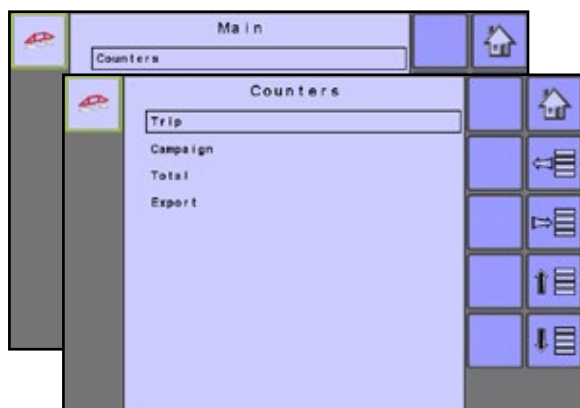 Main
Counters
Counters
Trip
Campaign
Total
Export